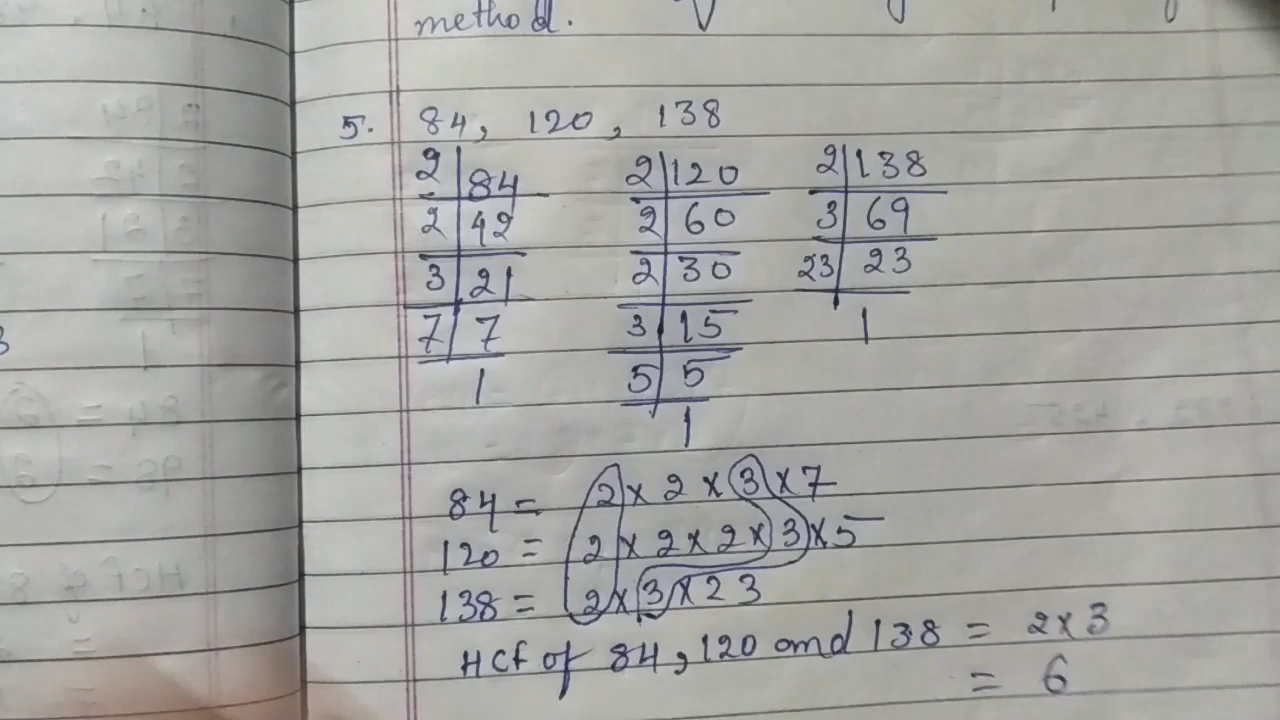 method.
5. 84, 120, 138
2 | 84
2 | 42
3 | 21
7 | 7
1
2 | 120
2 | 60
2 | 30
3 | 15
5 | 5
1
2 | 138
3 | 69
23 | 23
1
84 = 2 × 2 × 3 × 7
120 = 2 × 2 × 2 × 3 × 5
138 = 2 × 3 × 23
HCF of 84, 120 and 138 = 2 × 3
= 6